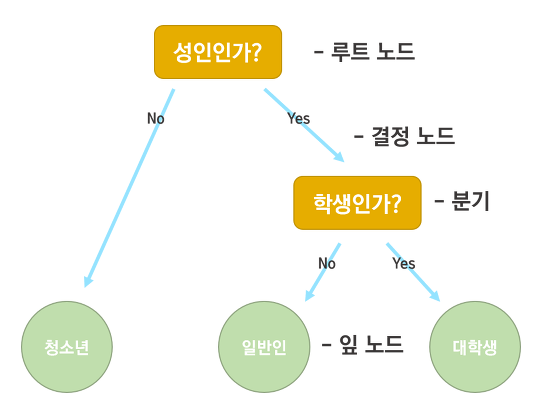 성인인가?
- 루트 노드
No
Yes
- 결정 노드
학생인가?
- 분기
No
Yes
청소년
일반인
- 잎 노드
대학생